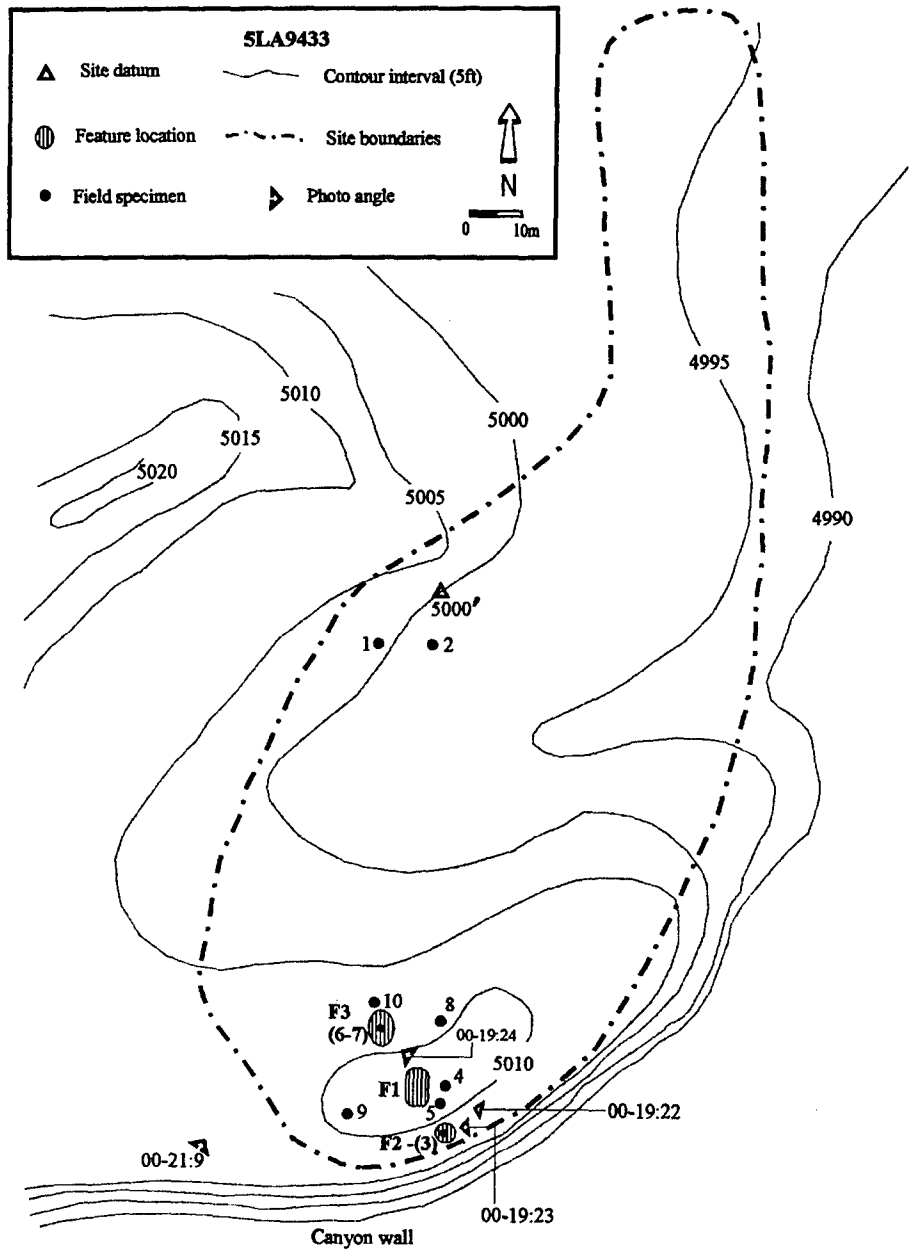 5LA9433
Site datum
Contour interval (5ft)
Feature location
Site boundaries
N
Field specimen
Photo angle
0 10m
5010
5000
4995
5015
5020
5005
4990
5000'
1
2
10
8
F3
(6-7)
00-19:24
5010
F1
4
9
5
00-19:22
F2 -(3)
00-21:9
00-19:23
Canyon wall